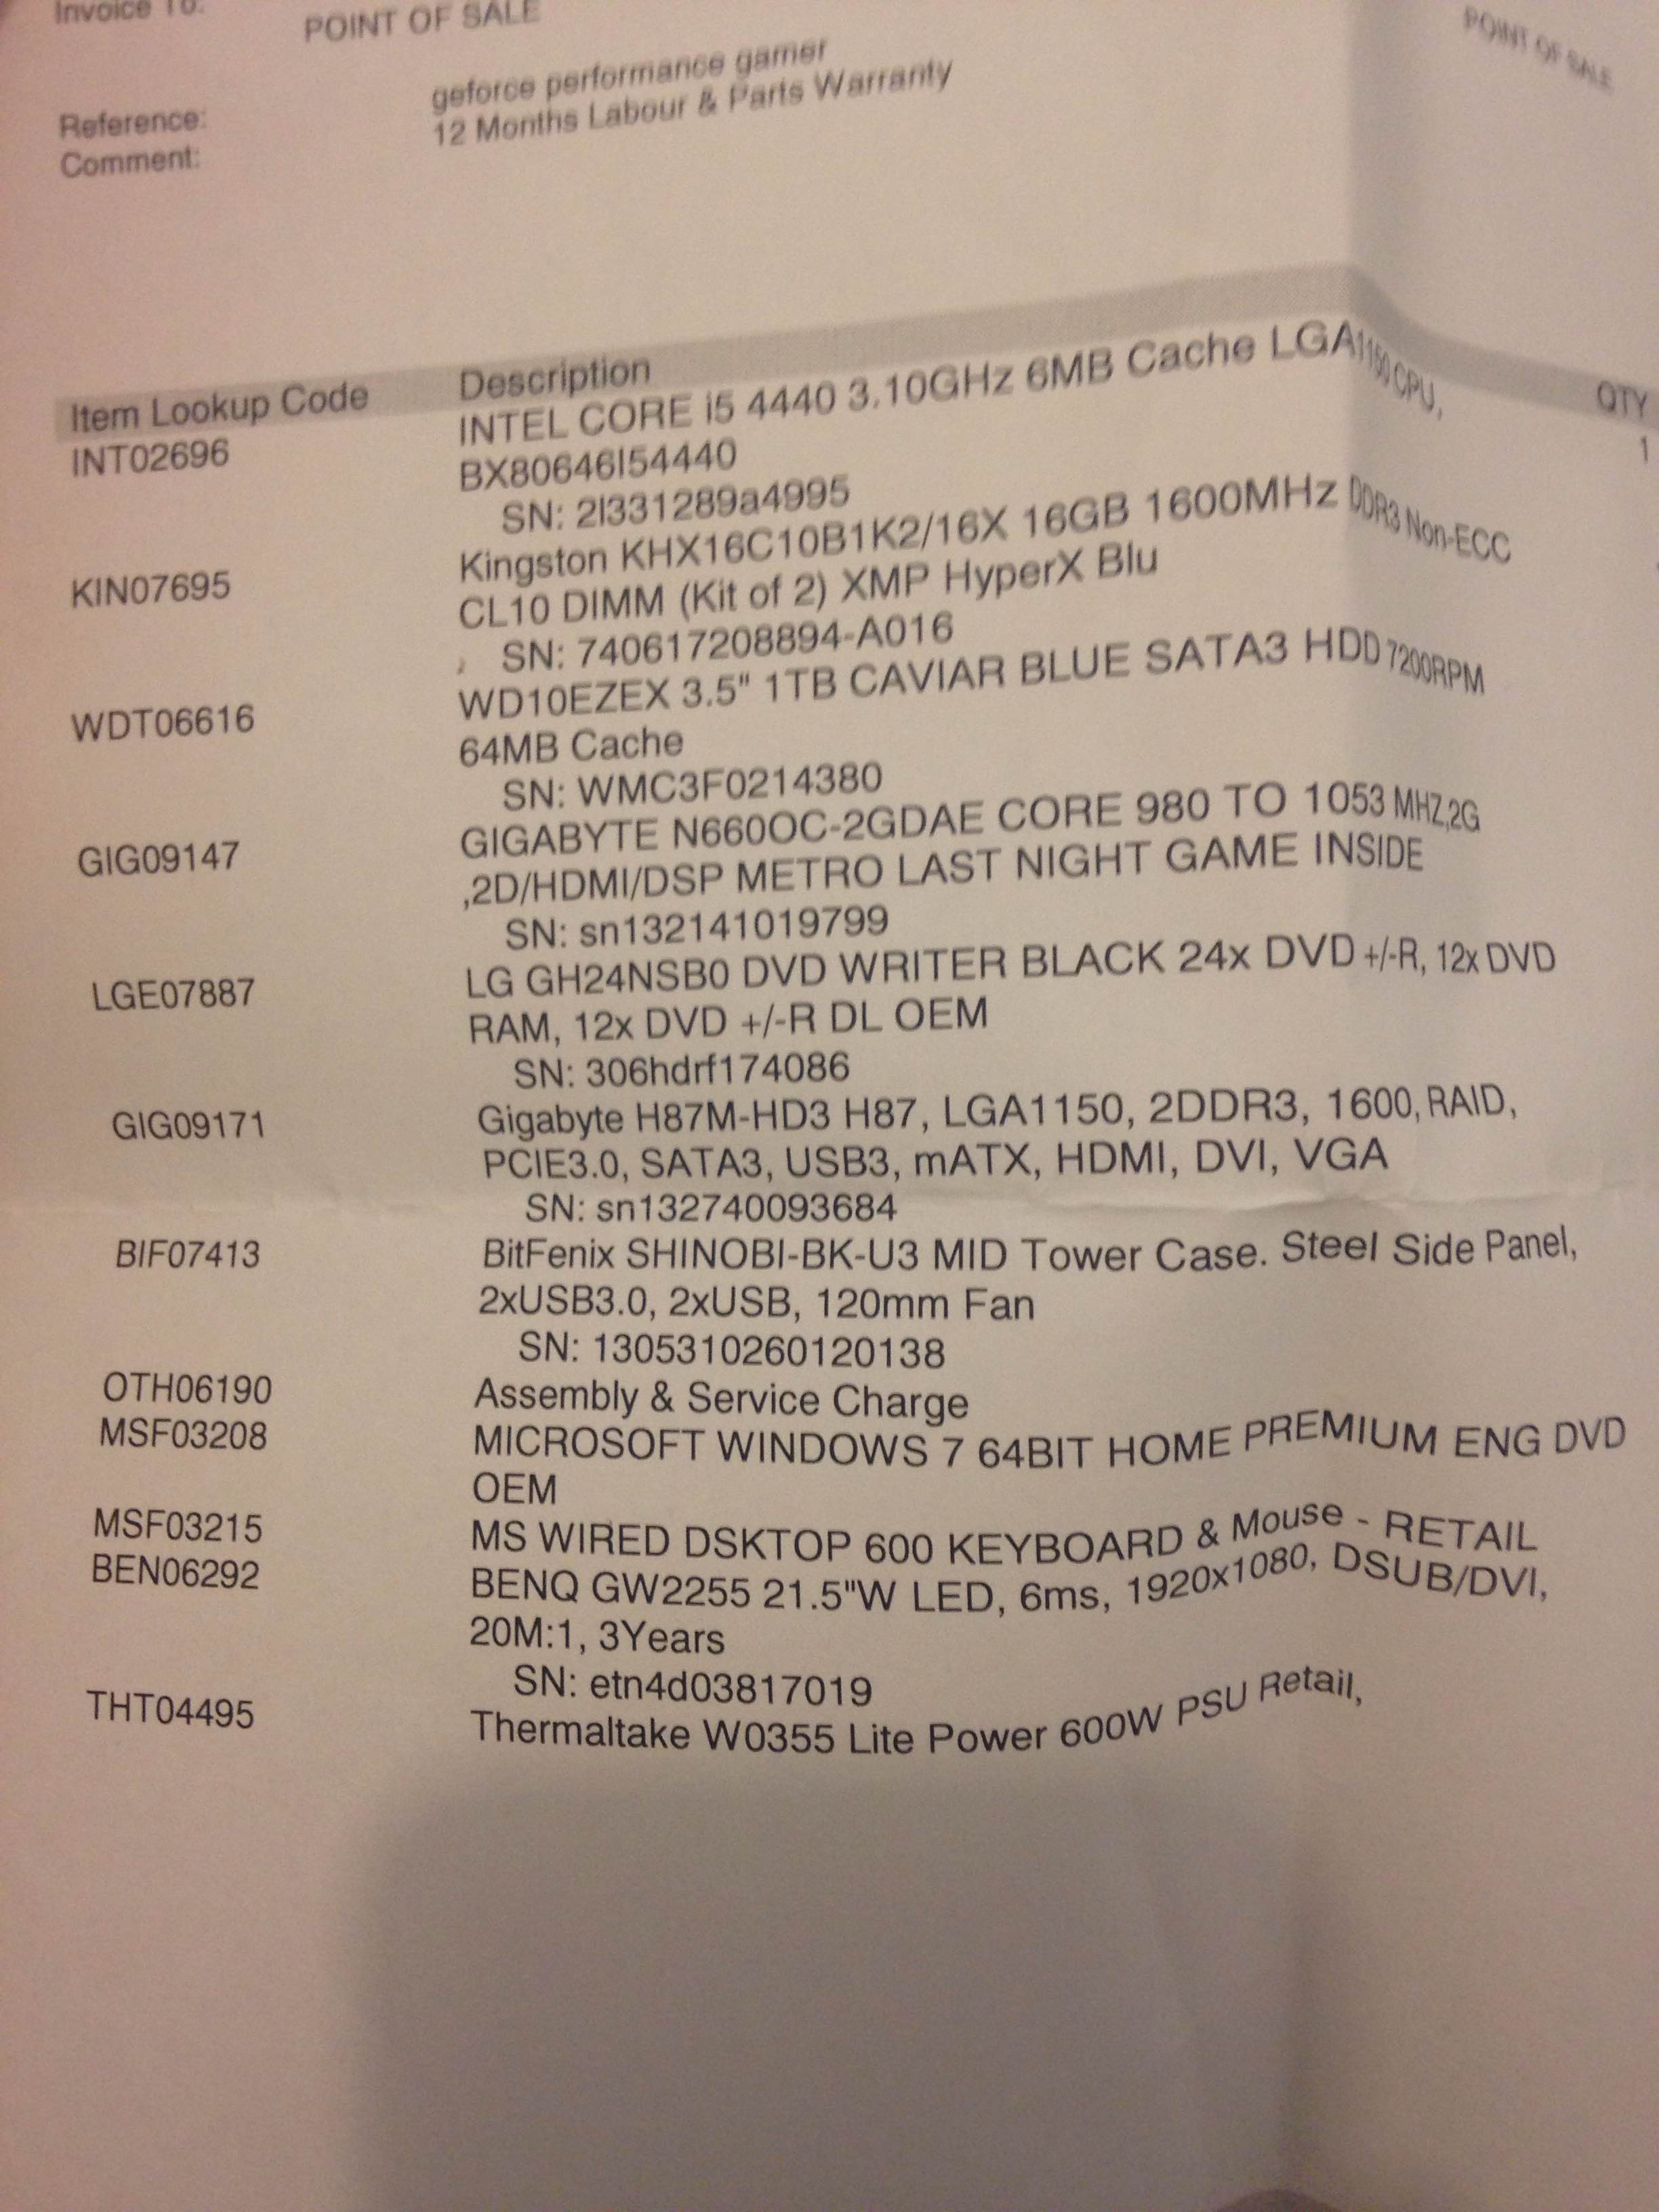 Invoice To:
POINT OF SALE
POINT OF SALE
geforce performance gamer
Reference:
12 Months Labour & Parts Warranty
Comment:
Item Lookup Code Description QTY
INT02696 INTEL CORE i5 4440 3.10GHz 6MB Cache LGA1150 CPU, 1
BX80646I54440
SN: 2l331289a4995
KIN07695 Kingston KHX16C10B1K2/16X 16GB 1600MHz DDR3 Non-ECC
CL10 DIMM (Kit of 2) XMP HyperX Blu
SN: 740617208894-A016
WDT06616 WD10EZEX 3.5" 1TB CAVIAR BLUE SATA3 HDD 7200RPM
64MB Cache
SN: WMC3F0214380
GIG09147 GIGABYTE N660OC-2GDAE CORE 980 TO 1053 MHZ,2G
,2D/HDMI/DSP METRO LAST NIGHT GAME INSIDE
SN: sn132141019799
LGE07887 LG GH24NSB0 DVD WRITER BLACK 24x DVD +/-R, 12x DVD
RAM, 12x DVD +/-R DL OEM
SN: 306hdrf174086
GIG09171 Gigabyte H87M-HD3 H87, LGA1150, 2DDR3, 1600, RAID,
PCIE3.0, SATA3, USB3, mATX, HDMI, DVI, VGA
SN: sn132740093684
BIF07413 BitFenix SHINOBI-BK-U3 MID Tower Case. Steel Side Panel,
2xUSB3.0, 2xUSB, 120mm Fan
SN: 1305310260120138
OTH06190 Assembly & Service Charge
MSF03208 MICROSOFT WINDOWS 7 64BIT HOME PREMIUM ENG DVD
OEM
MSF03215 MS WIRED DSKTOP 600 KEYBOARD & Mouse - RETAIL
BEN06292 BENQ GW2255 21.5"W LED, 6ms, 1920x1080, DSUB/DVI,
20M:1, 3Years
SN: etn4d03817019
THT04495 Thermaltake W0355 Lite Power 600W PSU Retail,